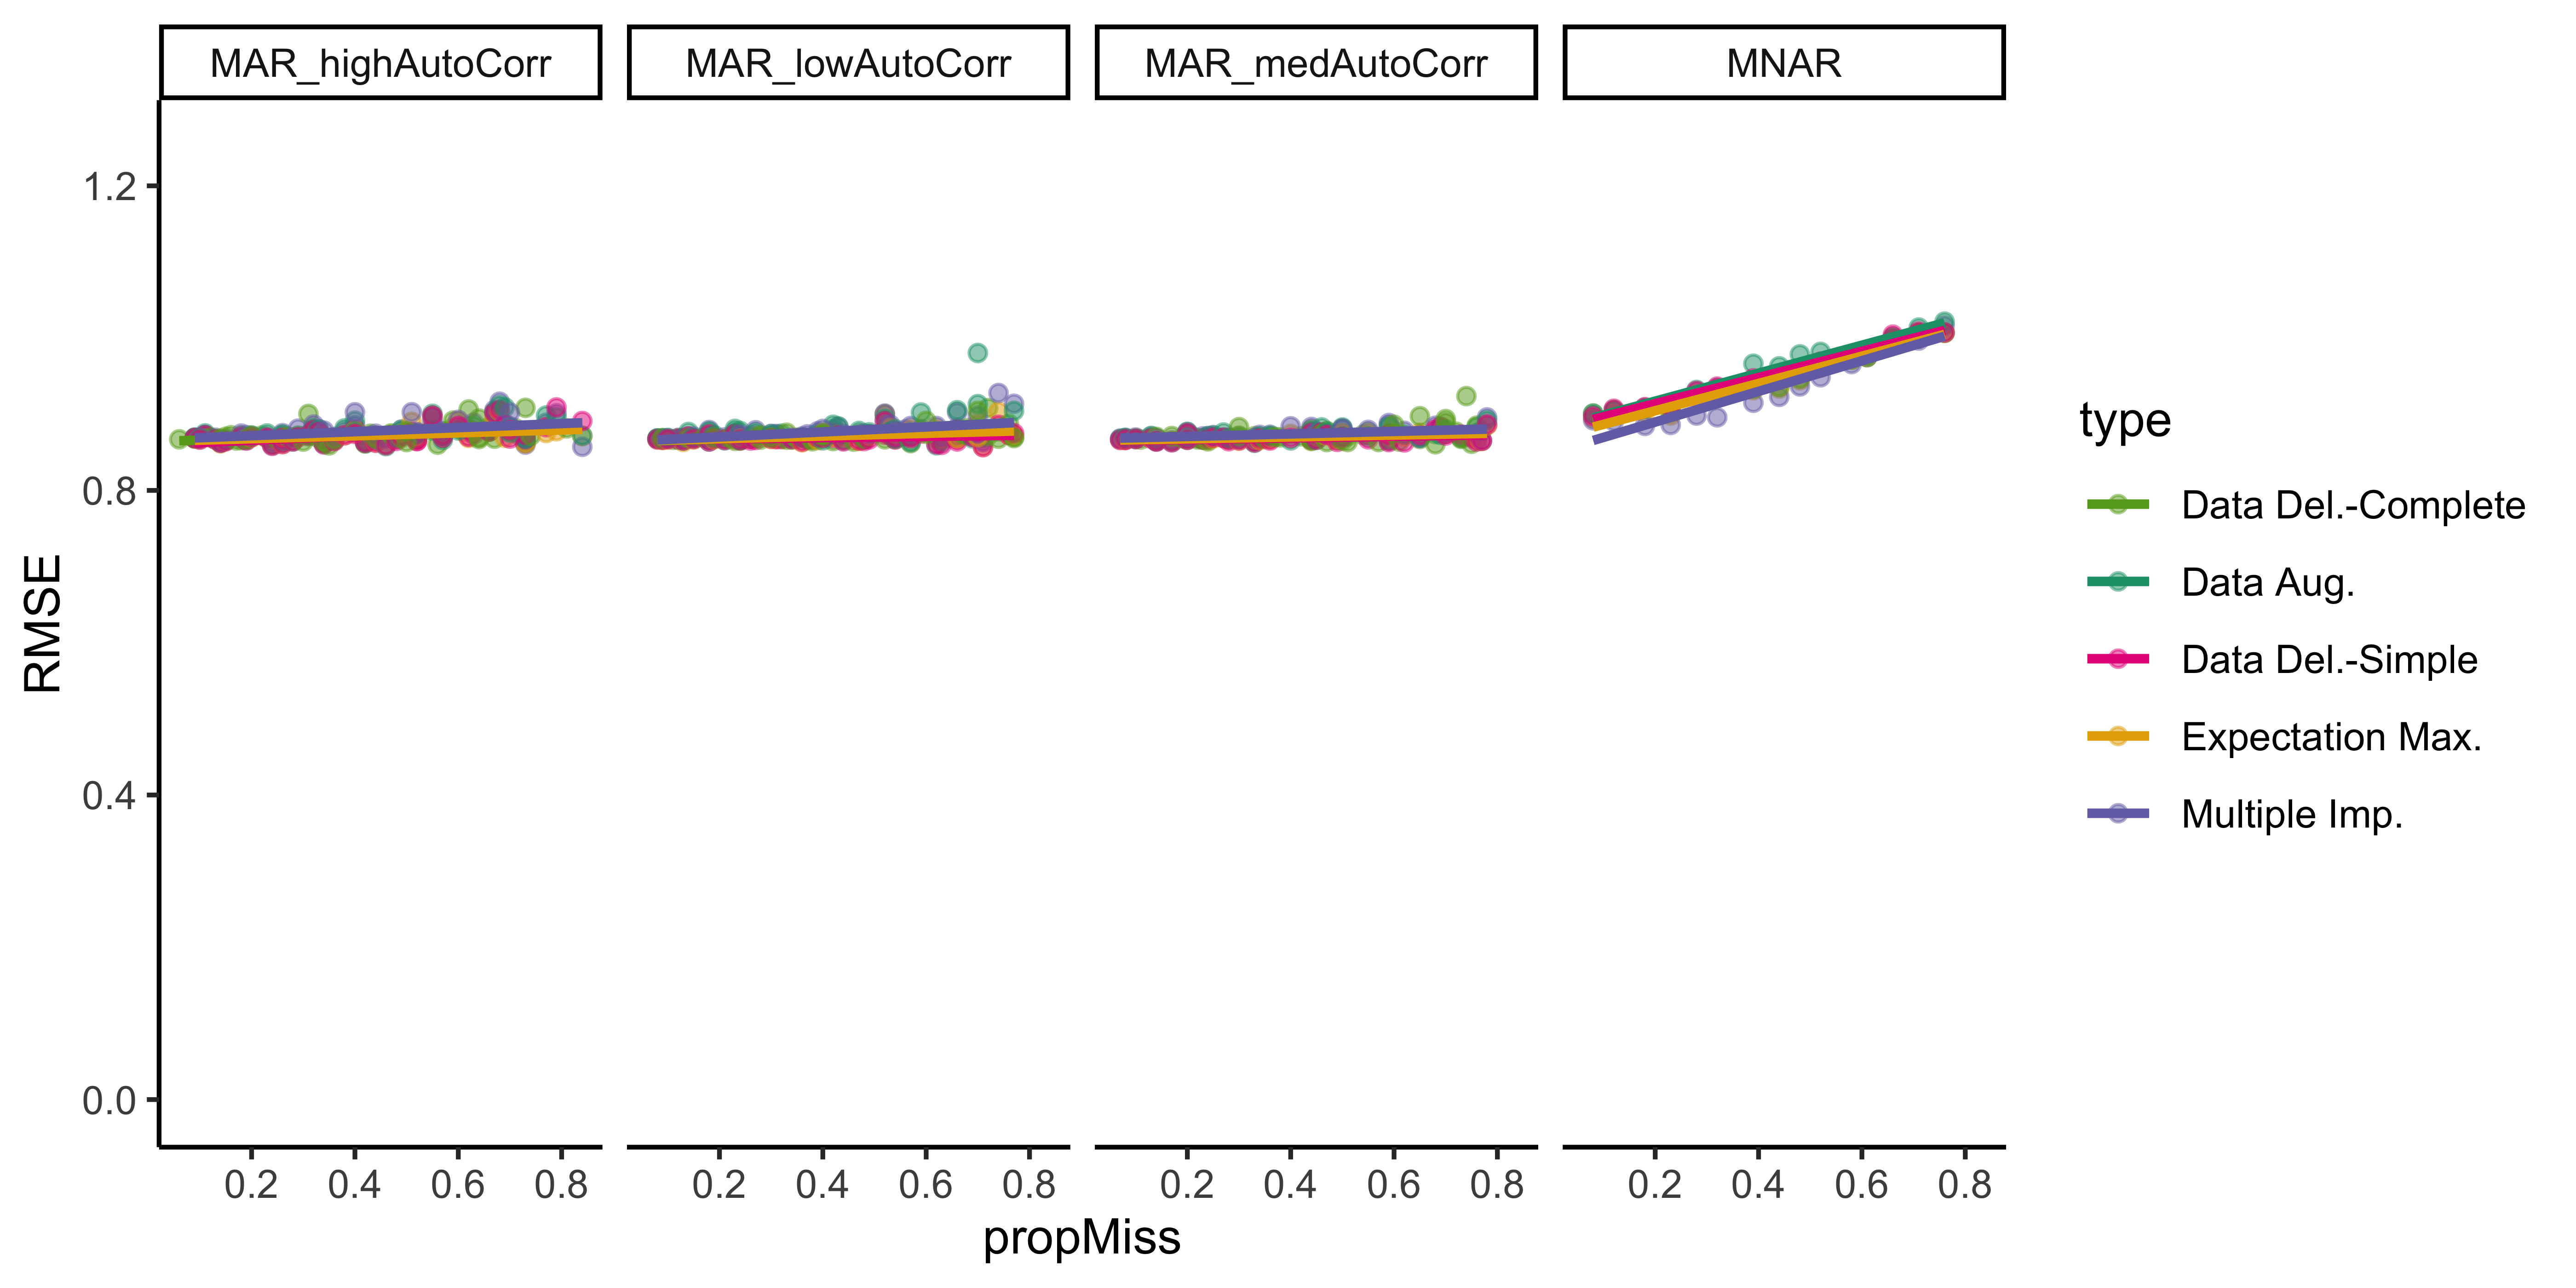 MAR_highAutoCorr
MAR_lowAutoCorr
MAR_medAutoCorr
MNAR
RMSE
1.2
0.8
0.4
0.0
0.2 0.4 0.6 0.8
0.2 0.4 0.6 0.8
0.2 0.4 0.6 0.8
0.2 0.4 0.6 0.8
propMiss
type
Data Del.-Complete
Data Aug.
Data Del.-Simple
Expectation Max.
Multiple Imp.